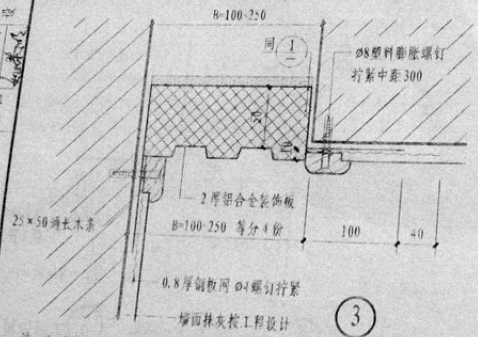 B=100-250
同 1
Ø8塑料膨胀螺钉
拧紧中距300
50
10
2厚铝合金装饰板
25×50通长木条
B=100-250 等分4份
100
40
0.8厚钢板网 Ø4螺钉拧紧
墙面抹灰按工程设计
3